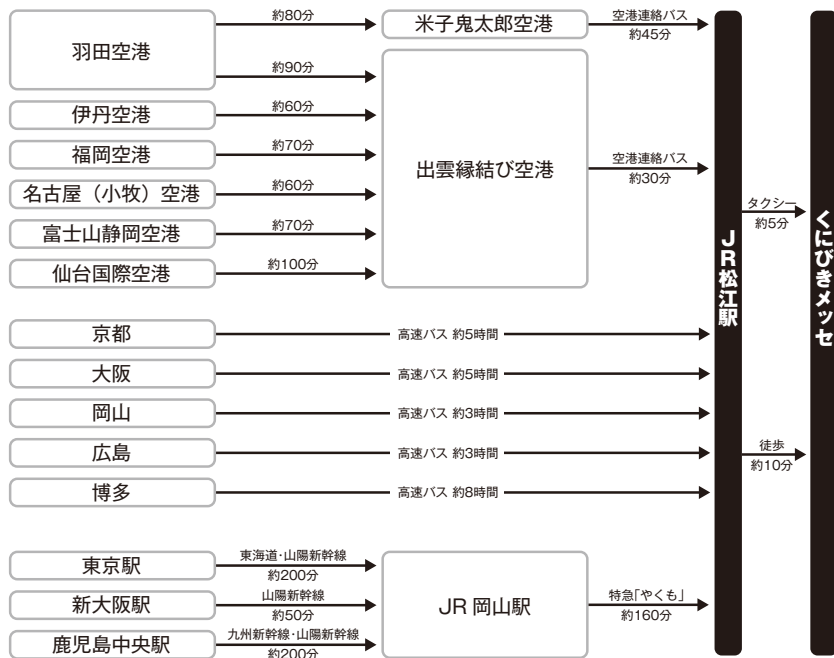 羽田空港
約80分
米子鬼太郎空港
空港連絡バス
約45分
約90分
伊丹空港
約60分
福岡空港
約70分
名古屋（小牧）空港
約60分
富士山静岡空港
約70分
仙台国際空港
約100分
出雲縁結び空港
空港連絡バス
約30分
京都
高速バス 約5時間
大阪
高速バス 約5時間
岡山
高速バス 約3時間
広島
高速バス 約3時間
博多
高速バス 約8時間
東京駅
東海道・山陽新幹線
約200分
新大阪駅
山陽新幹線
約50分
鹿児島中央駅
九州新幹線・山陽新幹線
約200分
JR岡山駅
特急「やくも」
約160分
JR松江駅
タクシー
約5分
徒歩
約10分
くにびきメッセ